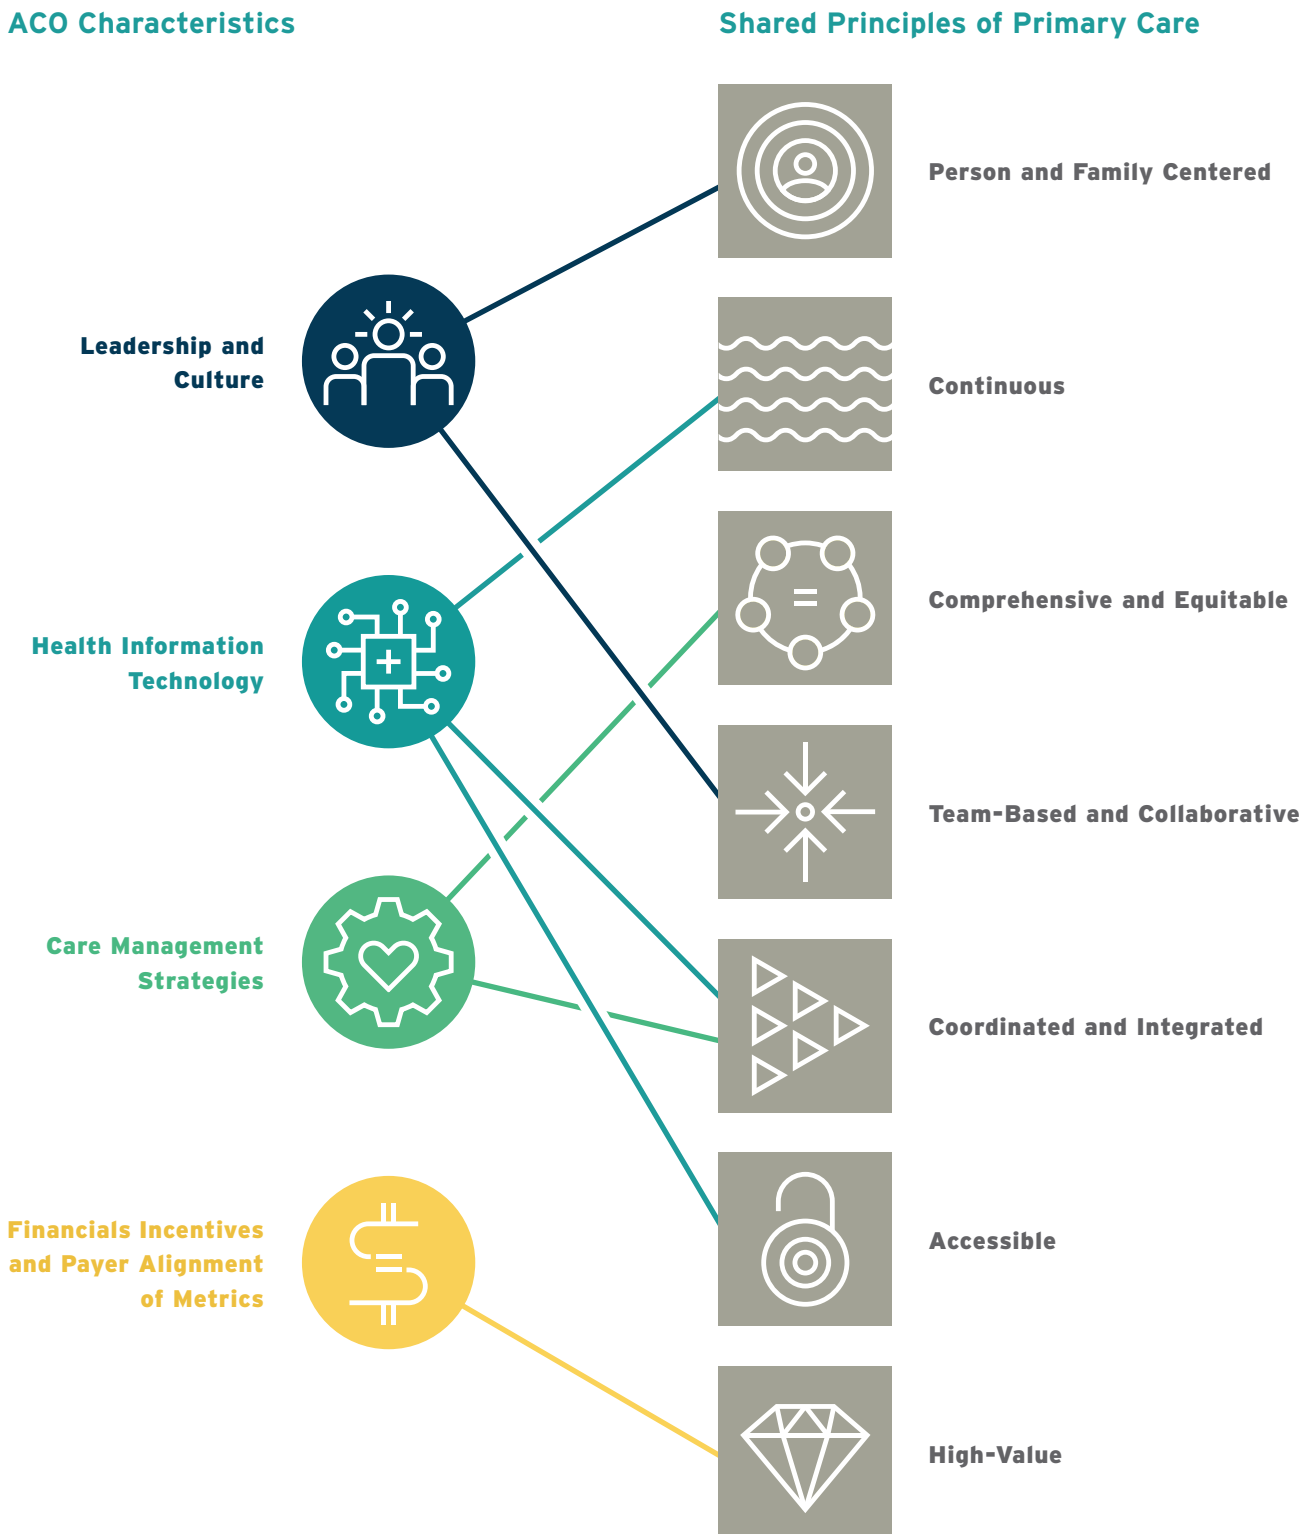 ACO Characteristics
Shared Principles of Primary Care
Person and Family Centered
Leadership and
Culture
Continuous
Comprehensive and Equitable
Health Information
Technology
Team-Based and Collaborative
Care Management
Strategies
Coordinated and Integrated
Financials Incentives
and Payer Alignment
of Metrics
Accessible
High-Value